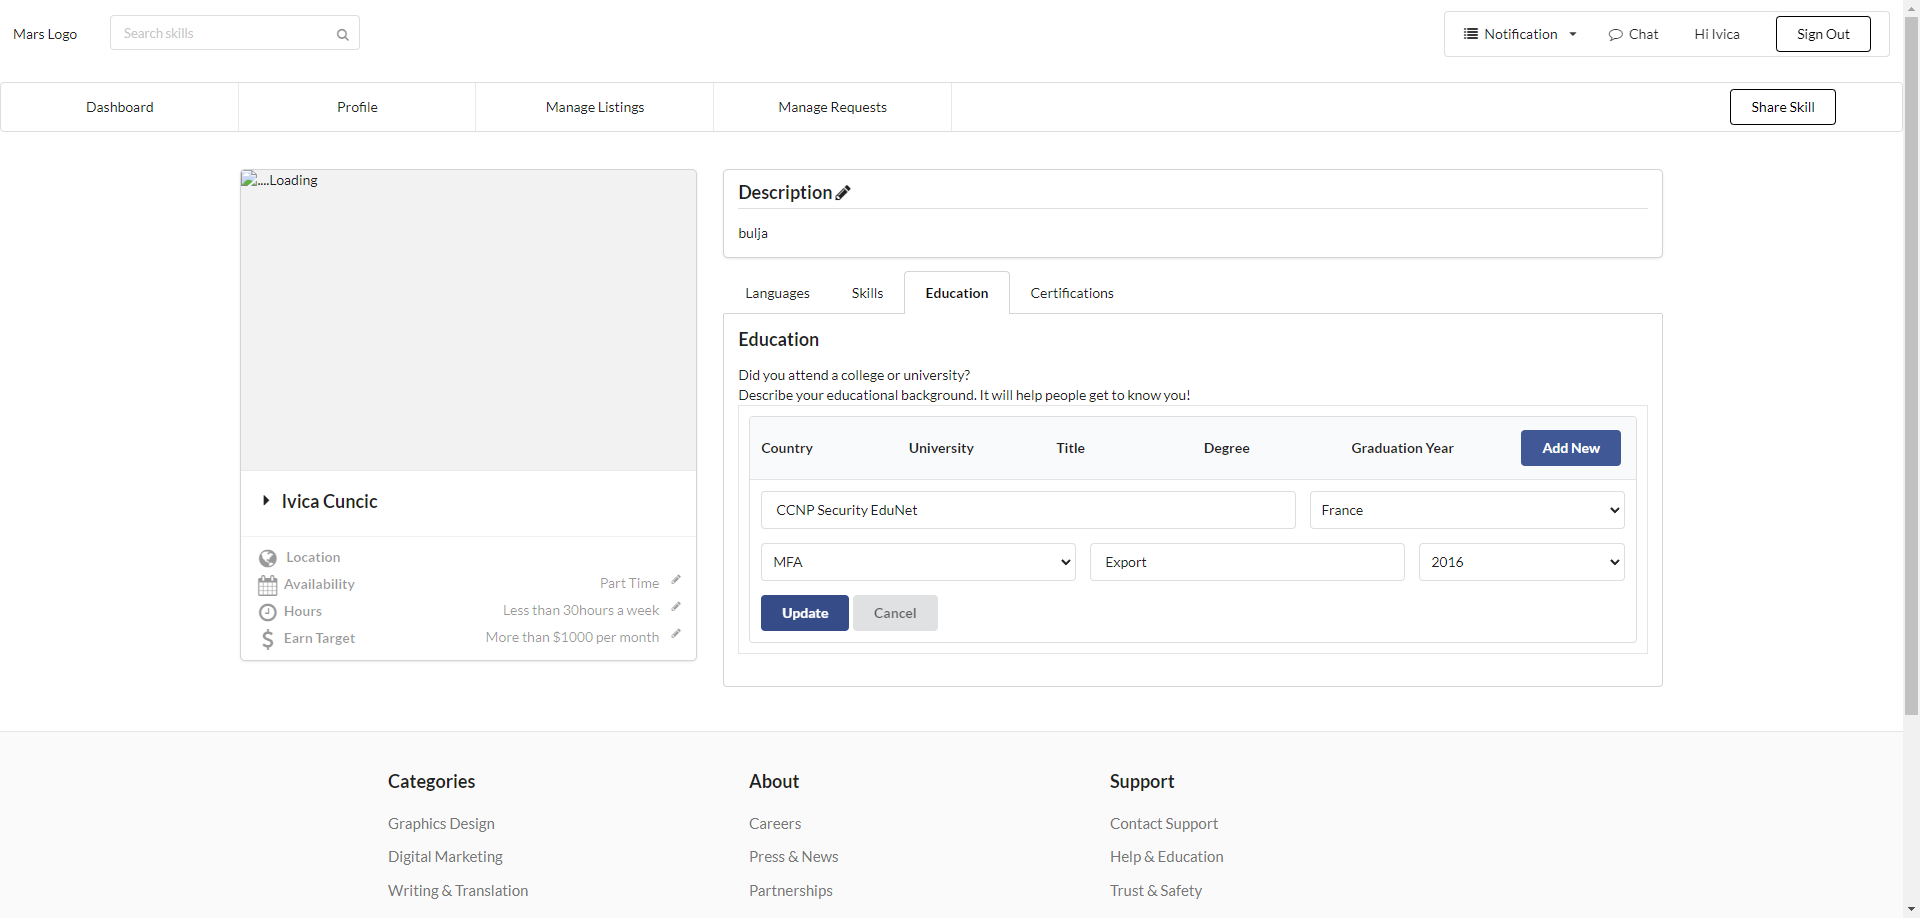 Mars Logo
Search skills
Notification
Chat
Hi Ivica
Sign Out
Dashboard
Profile
Manage Listings
Manage Requests
Share Skill
....Loading
Ivica Cuncic
Location
Availability
Part Time
Hours
Less than 30hours a week
Earn Target
More than $1000 per month
Description
bulja
Languages
Skills
Education
Certifications
Education
Did you attend a college or university?
Describe your educational background. It will help people get to know you!
Country
University
Title
Degree
Graduation Year
Add New
CCNP Security EduNet
France
MFA
Export
2016
Update
Cancel
Categories
Graphics Design
Digital Marketing
Writing & Translation
About
Careers
Press & News
Partnerships
Support
Contact Support
Help & Education
Trust & Safety